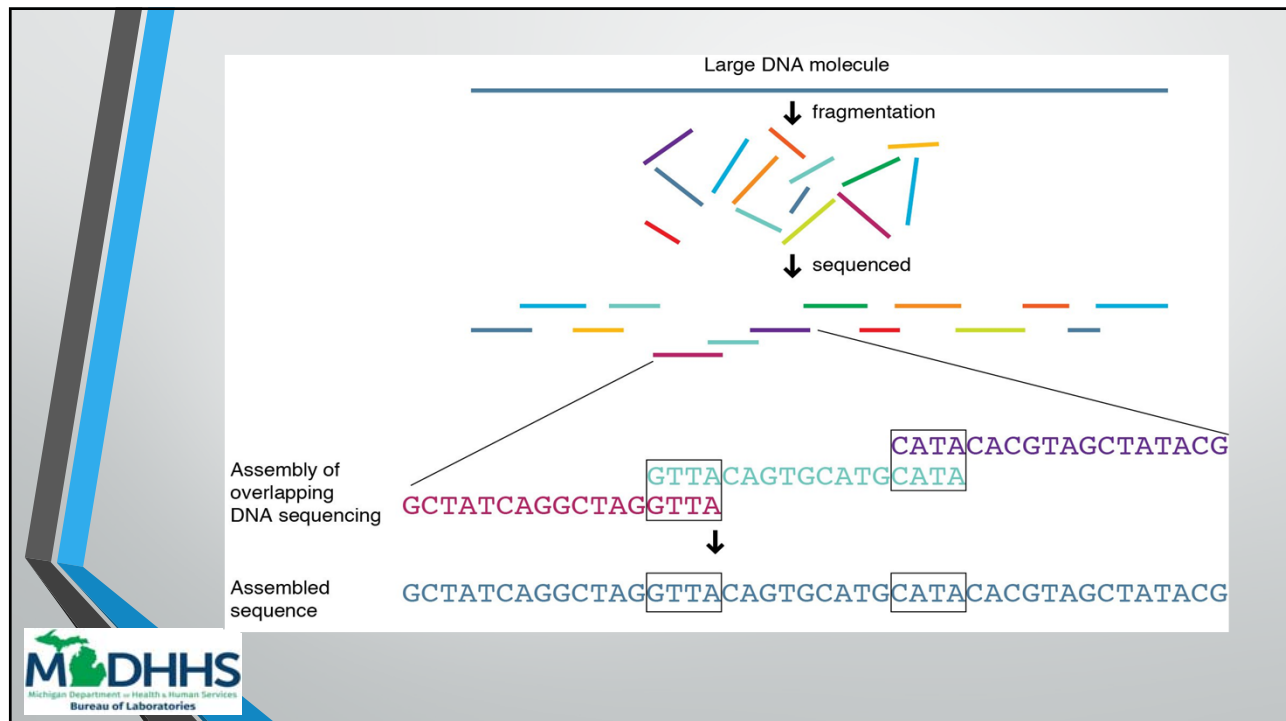 Large DNA molecule
fragmentation
sequenced
CATACACGTAGCTATACG
GTTACAGTGCATGCATA
GCTATCAGGCTAGGTTA
Assembly of
overlapping
DNA sequencing
Assembled
sequence
GCTATCAGGCTAGGTTACAGTGCATGCATACACGTAGCTATACG
MDHHS
Michigan Department of Health & Human Services
Bureau of Laboratories